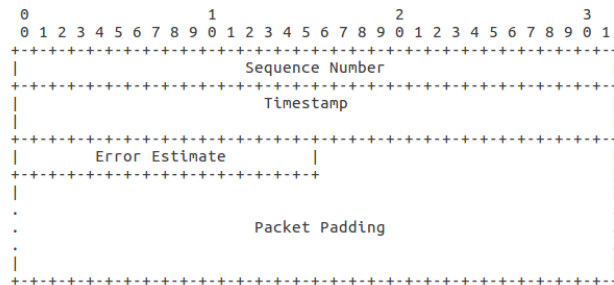 0                   1                   2                   3
0 1 2 3 4 5 6 7 8 9 0 1 2 3 4 5 6 7 8 9 0 1 2 3 4 5 6 7 8 9 0 1
+-+-+-+-+-+-+-+-+-+-+-+-+-+-+-+-+-+-+-+-+-+-+-+-+-+-+-+-+-+-+-+-
|                        Sequence Number
+-+-+-+-+-+-+-+-+-+-+-+-+-+-+-+-+-+-+-+-+-+-+-+-+-+-+-+-+-+-+-+-
|                          Timestamp
|
+-+-+-+-+-+-+-+-+-+-+-+-+-+-+-+-+-+-+-+-+-+-+-+-+-+-+-+-+-+-+-+-
|        Error Estimate         |
+-+-+-+-+-+-+-+-+-+-+-+-+-+-+-+-+
|
.
.                         Packet Padding
.
|
+-+-+-+-+-+-+-+-+-+-+-+-+-+-+-+-+-+-+-+-+-+-+-+-+-+-+-+-+-+-+-+-